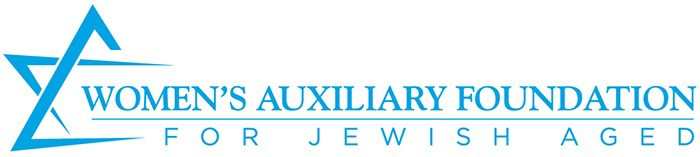 WOMEN'S AUXILIARY FOUNDATION
FOR JEWISH AGED